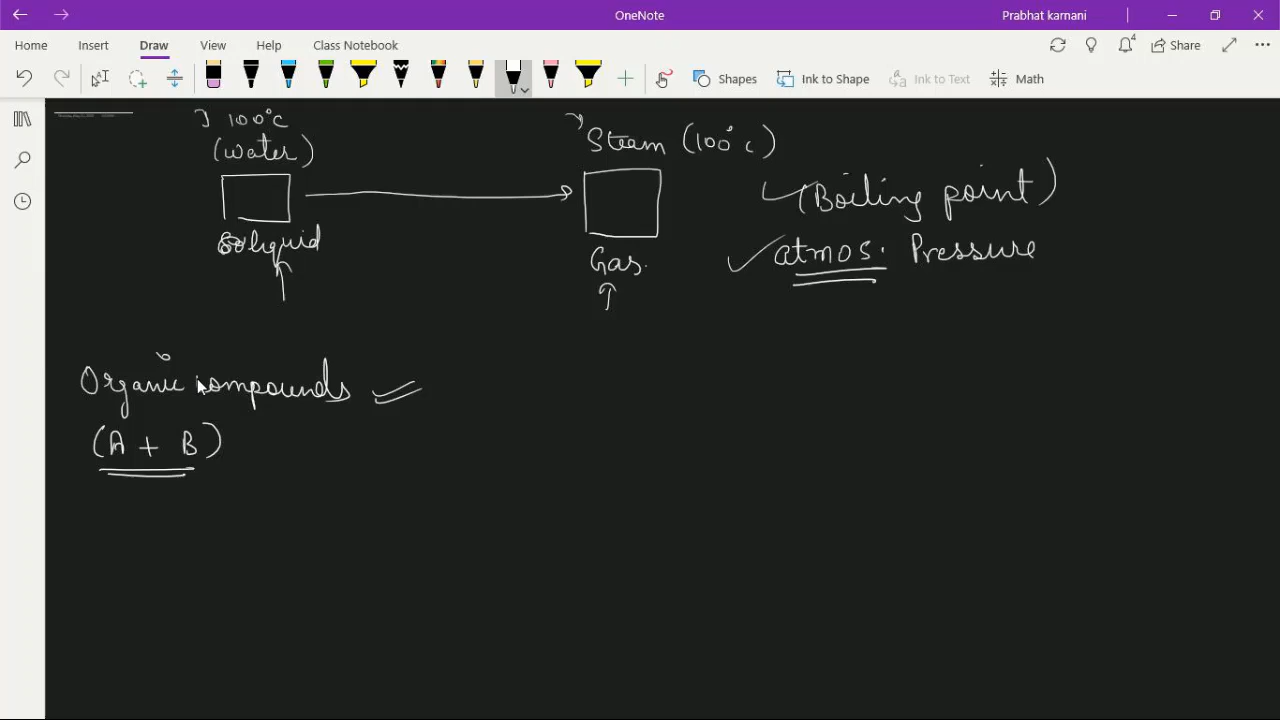 OneNote
Prabhat karnani
Home Insert Draw View Help Class Notebook
Share
Shapes Ink to Shape Ink to Text Math
100°c
(water)
Steam (100°c)
(Boiling point)
liquid
Gas.
atmos. Pressure
Organic compounds
(A + B)